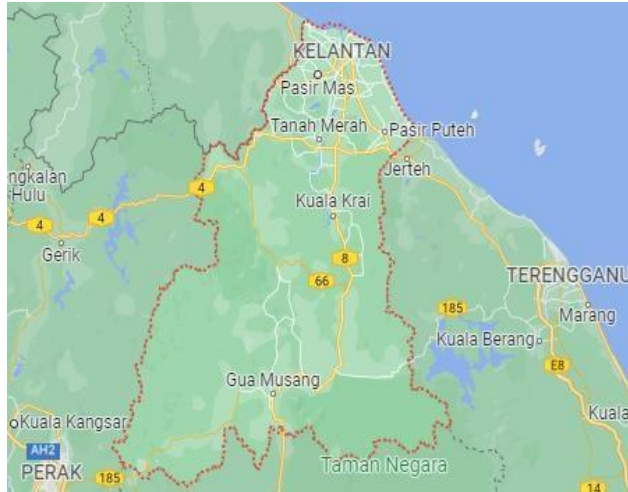 KELANTAN
Pasir Mas
Tanah Merah
Pasir Puteh
engkalan
Hulu
4
Jerteh
4
4
Kuala Krai
Gerik
8
66
TERENGGANU
185
Marang
Kuala Berang
E8
Gua Musang
Kuala Kangsar
Kuala
AH2
PERAK
185
Taman Negara
14